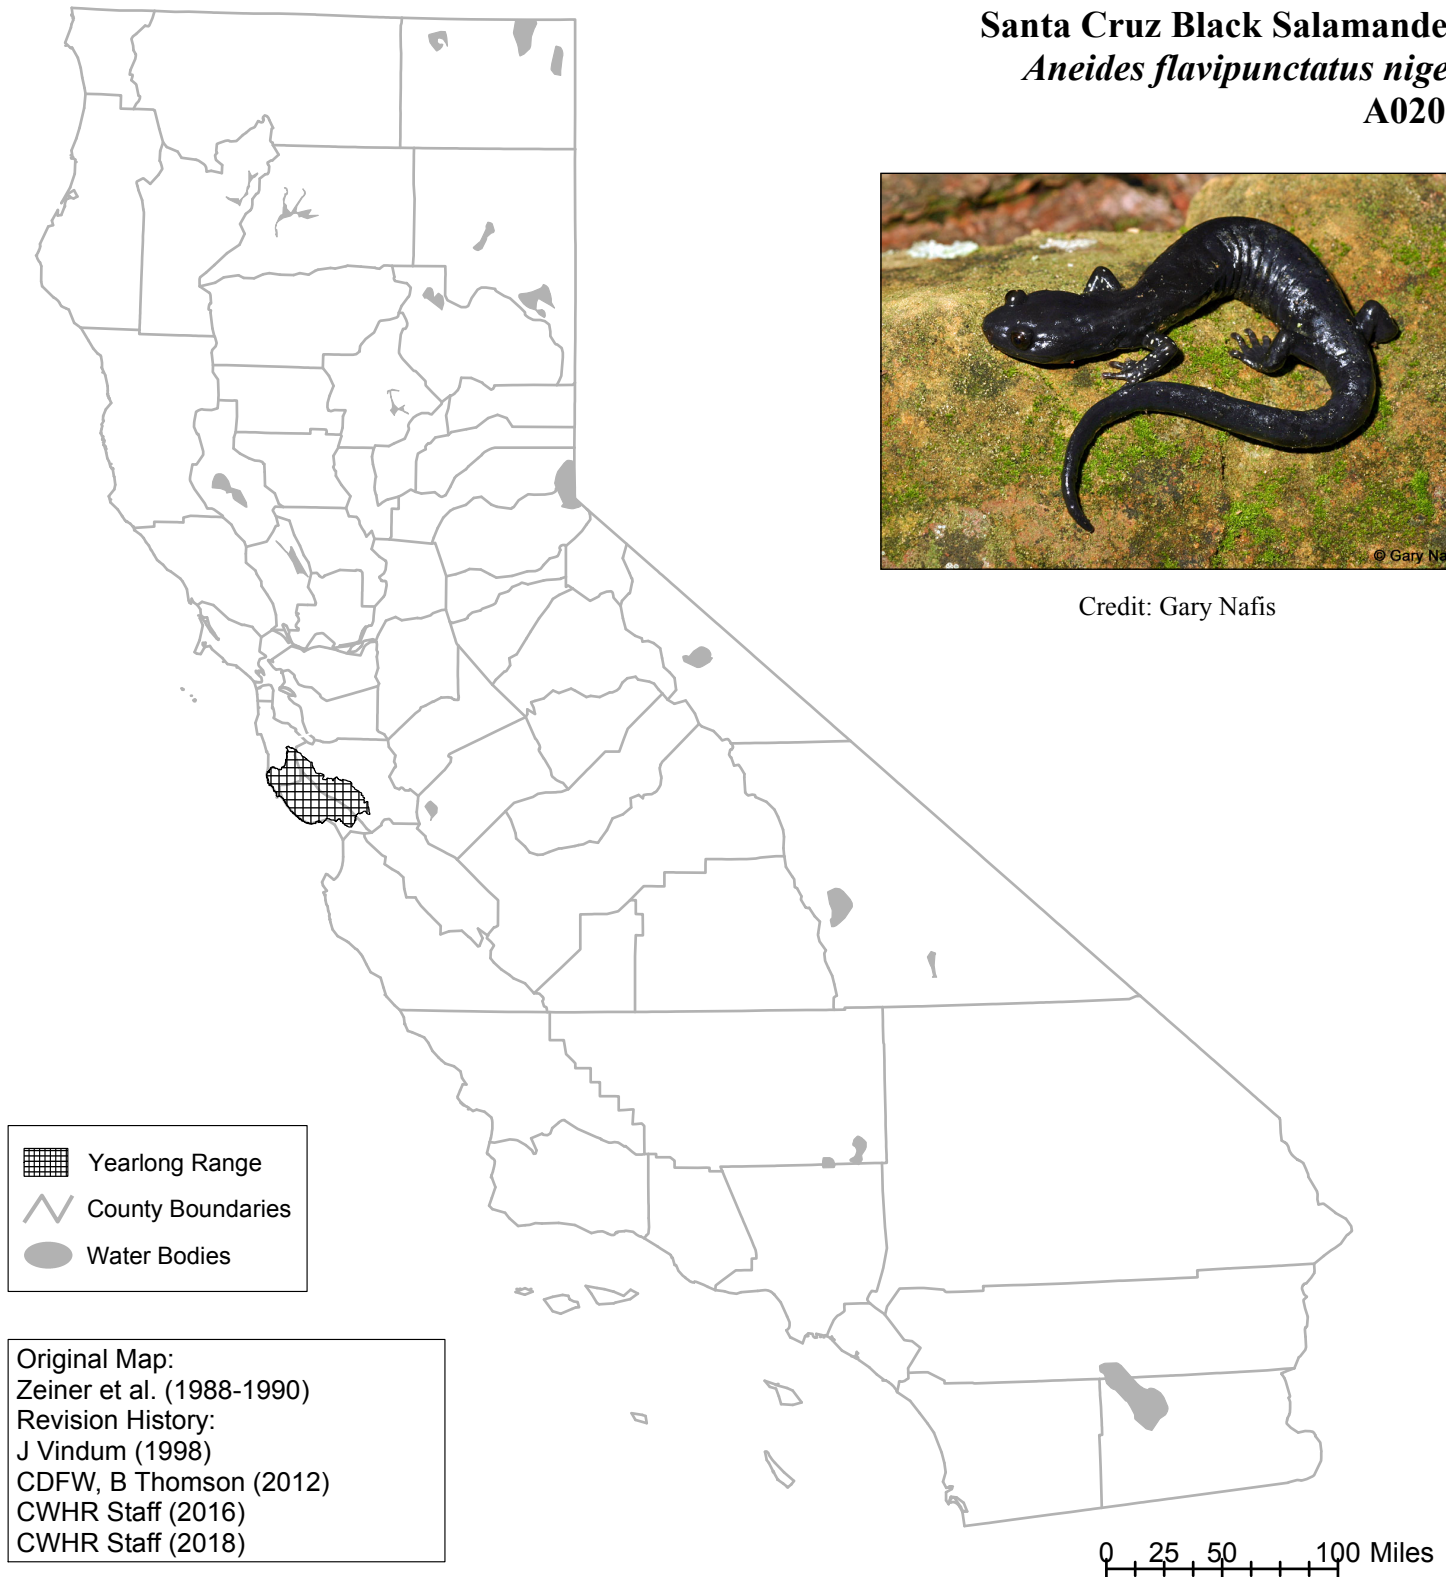 Santa Cruz Black Salamande
Aneides flavipunctatus nige
A020
© Gary Na
Credit: Gary Nafis
Yearlong Range
County Boundaries
Water Bodies
Original Map:
Zeiner et al. (1988-1990)
Revision History:
J Vindum (1998)
CDFW, B Thomson (2012)
CWHR Staff (2016)
CWHR Staff (2018)
0 25 50 100 Miles